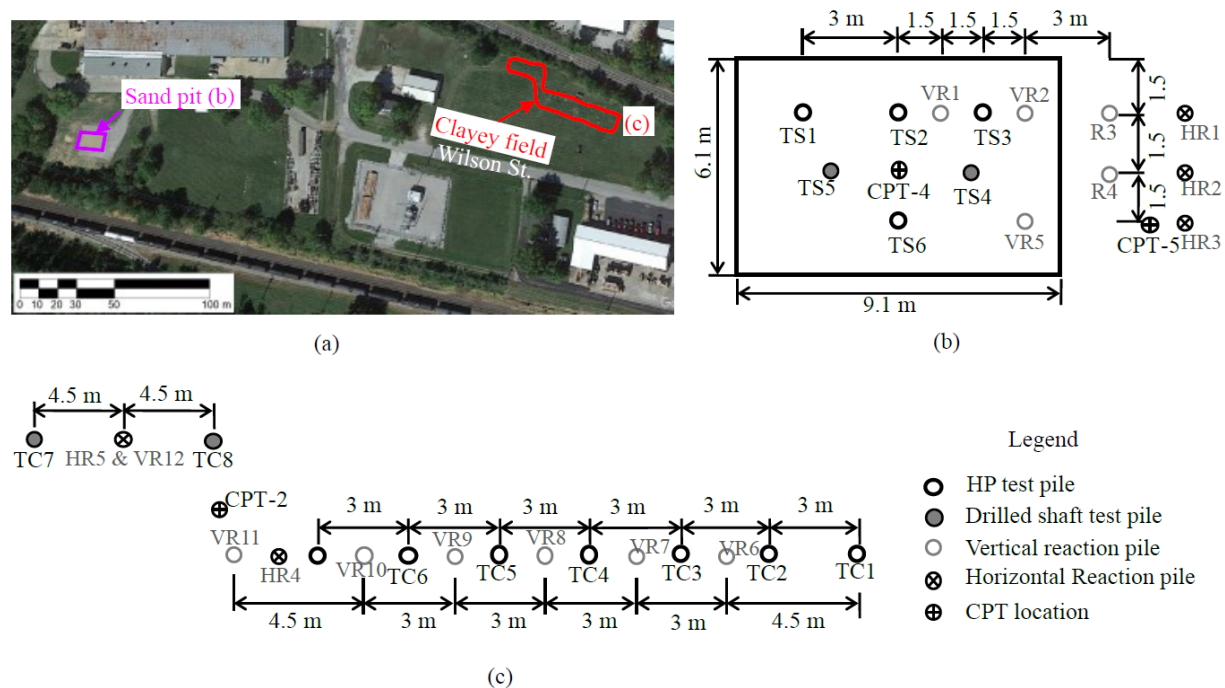 Sand pit (b)
Clayey field
(c)
Wilson St.
0 10 20 30 50 100 m
(a)
3 m 1.5 1.5 1.5 3 m
6.1 m
1.5
VR1 VR2
TS1 TS2 TS3 R3 HR1
1.5
TS5 CPT-4 TS4 R4 HR2
1.5
TS6 VR5 CPT-5 HR3
9.1 m
(b)
4.5 m 4.5 m
TC7 HR5 & VR12 TC8
CPT-2
3 m 3 m 3 m 3 m 3 m 3 m
VR11 VR9 VR8 VR7 VR6
HR4 VR10 TC6 TC5 TC4 TC3 TC2 TC1
4.5 m 3 m 3 m 3 m 3 m 4.5 m
(c)
Legend
HP test pile
Drilled shaft test pile
Vertical reaction pile
Horizontal Reaction pile
CPT location